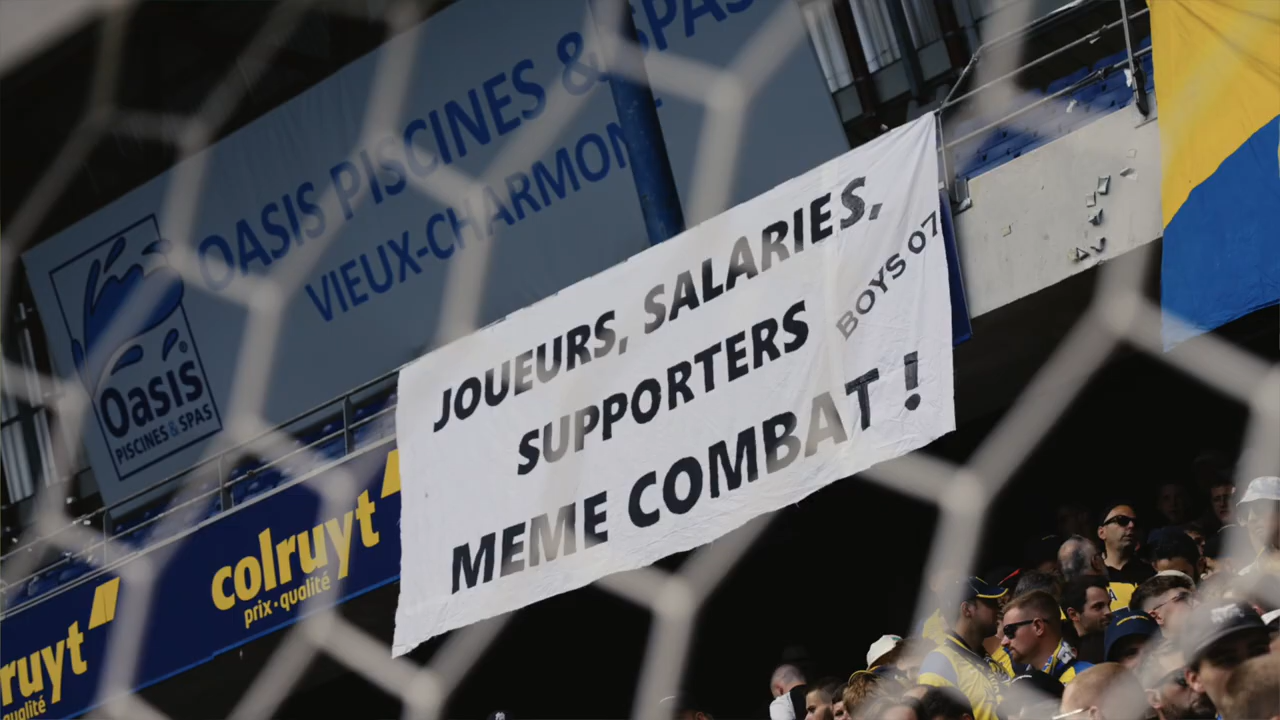 OASIS PISCINES & SPAS
VIEUX-CHARMONT
Oasis
PISCINES & SPAS
JOUEURS, SALARIES,
SUPPORTERS
MEME COMBAT !
BOYS 07
colruyt
prix-qualité
ruyt
qualité